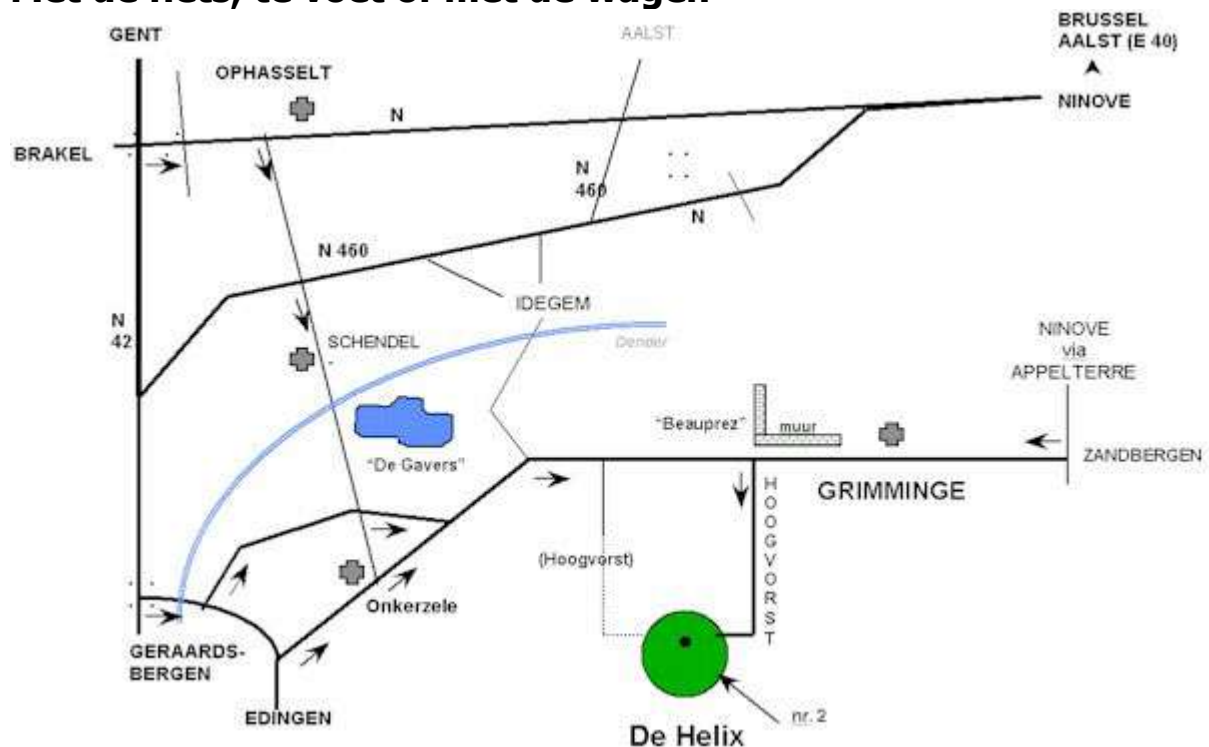 Met de fiets, te voet of met de wagen
GENT
AALST
BRUSSEL
AALST (E 40)
OPHASSELT
N
NINOVE
BRAKEL
N
460
N
N 460
IDEGEM
N
42
SCHENDEL
Dender
NINOVE
via
APPELTERRE
"Beauprez"
muur
"De Gavers"
ZANDBERGEN
GRIMMINGE
HOOGVORST
(Hoogvorst)
Onkerzele
GERAARDS-
BERGEN
EDINGEN
nr. 2
De Helix